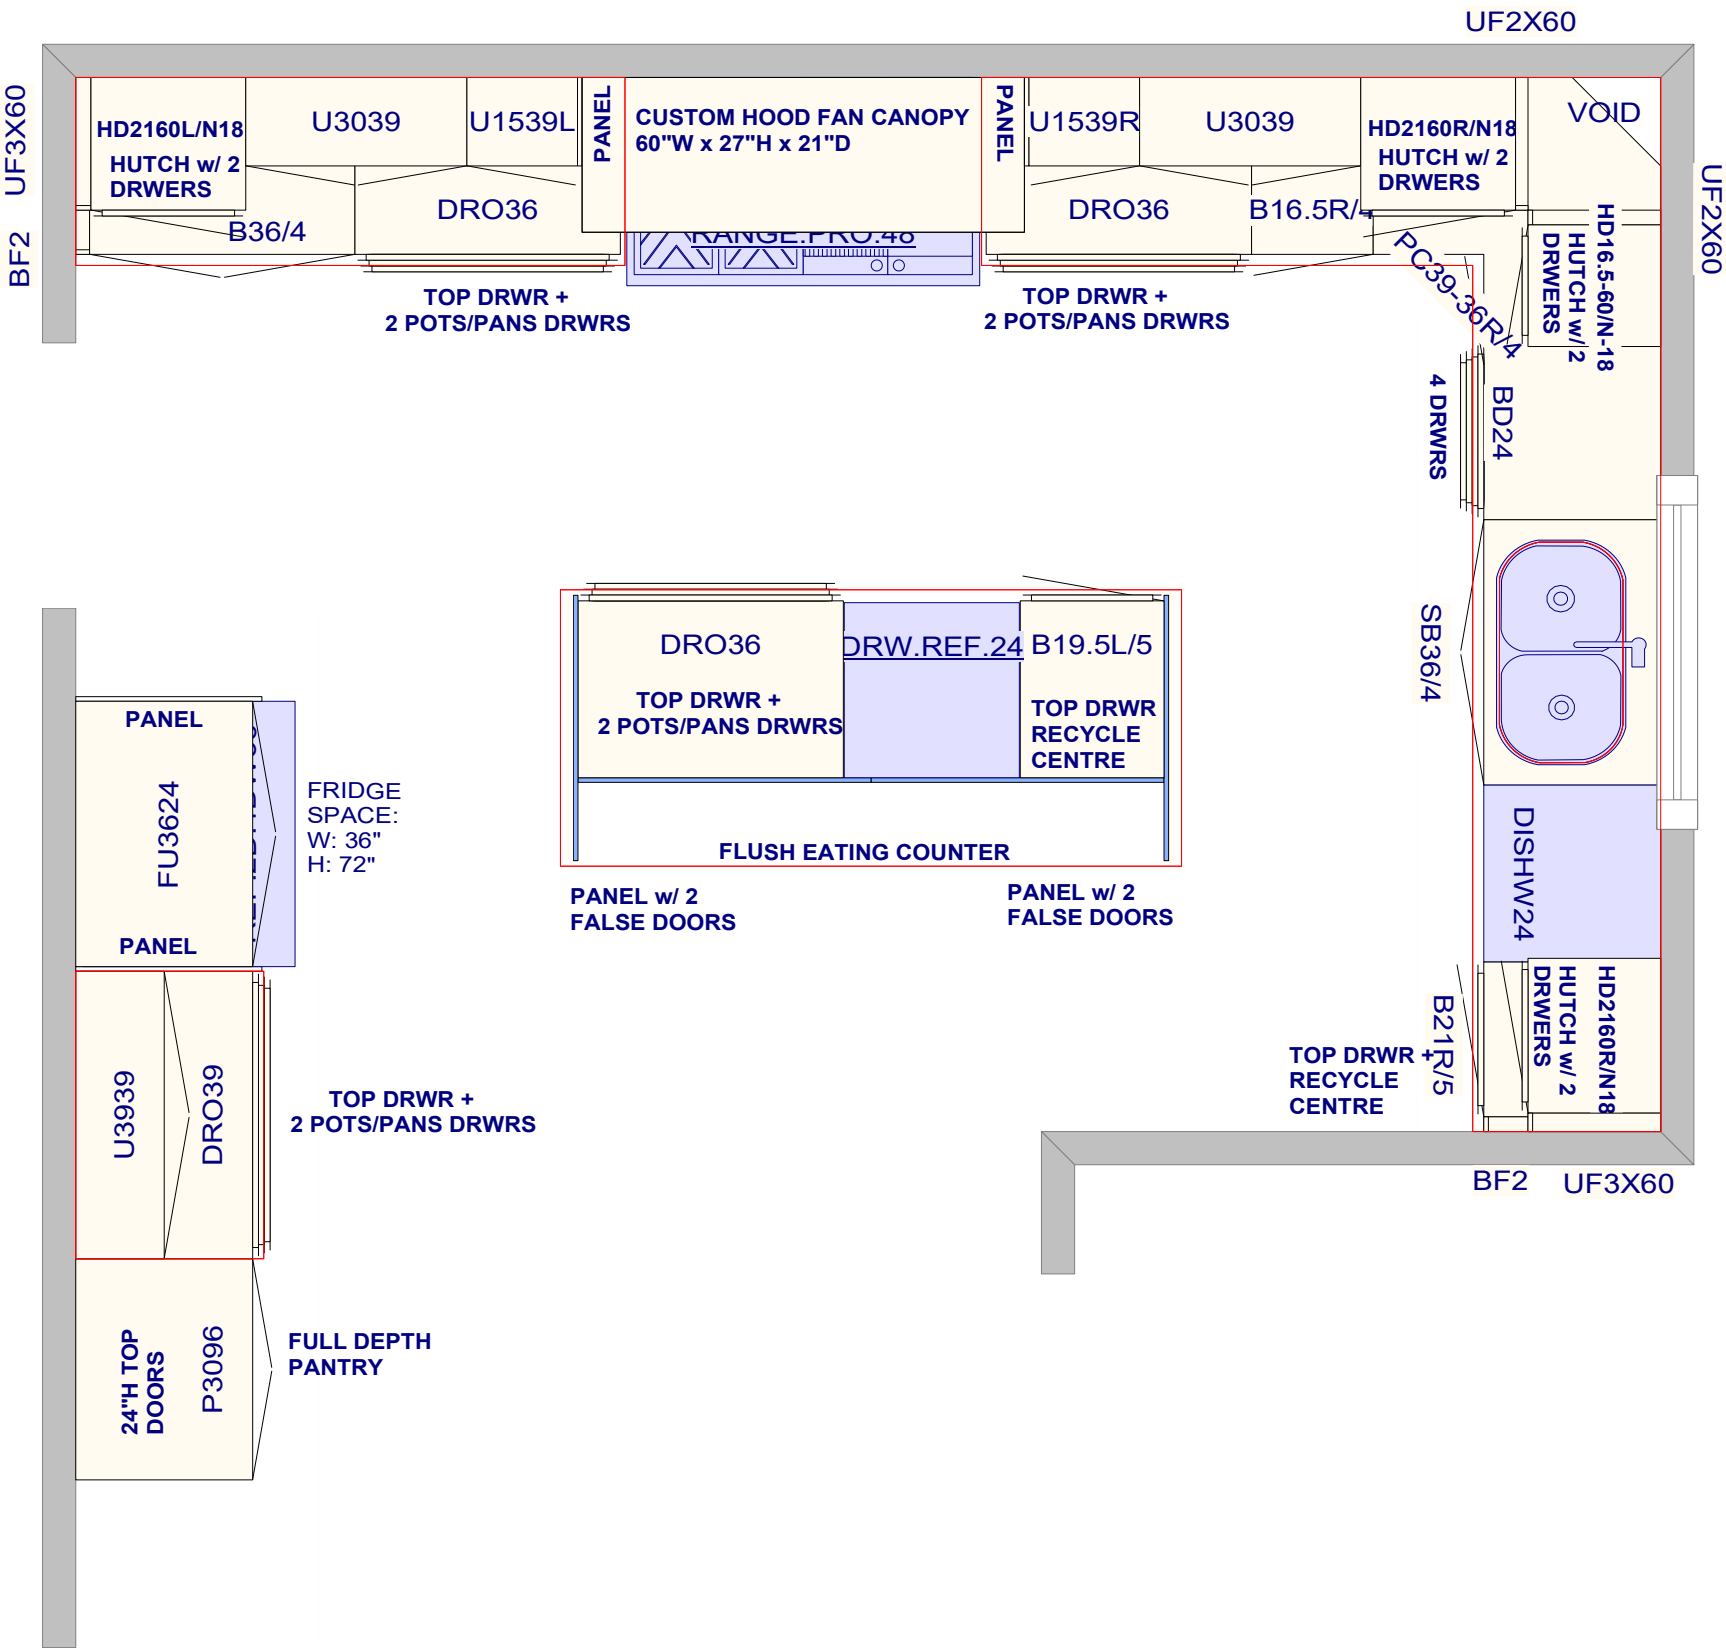 UF2X60
UF3X60
BF2
HD2160L/N18
HUTCH w/ 2
DRWERS
U3039
U1539L
PANEL
CUSTOM HOOD FAN CANOPY
60"W x 27"H x 21"D
PANEL
U1539R
U3039
HD2160R/N18
HUTCH w/ 2
DRWERS
VOID
UF2X60
B36/4
DRO36
RANGE.PRO.48
DRO36
B16.5R/4
PC39-36R/4
HD16.5-60/N-18
HUTCH w/ 2
DRWERS
TOP DRWR +
2 POTS/PANS DRWRS
TOP DRWR +
2 POTS/PANS DRWRS
4 DRWRS
BD24
SB36/4
DRO36
TOP DRWR +
2 POTS/PANS DRWRS
DRW.REF.24
B19.5L/5
TOP DRWR
RECYCLE
CENTRE
FLUSH EATING COUNTER
PANEL w/ 2
FALSE DOORS
PANEL w/ 2
FALSE DOORS
PANEL
FU3624
PANEL
FRIDGE
SPACE:
W: 36"
H: 72"
DISHW24
B21R/5
HD2160R/N18
HUTCH w/ 2
DRWERS
TOP DRWR +
RECYCLE
CENTRE
BF2
UF3X60
U3939
DRO39
TOP DRWR +
2 POTS/PANS DRWRS
24"H TOP
DOORS
P3096
FULL DEPTH
PANTRY